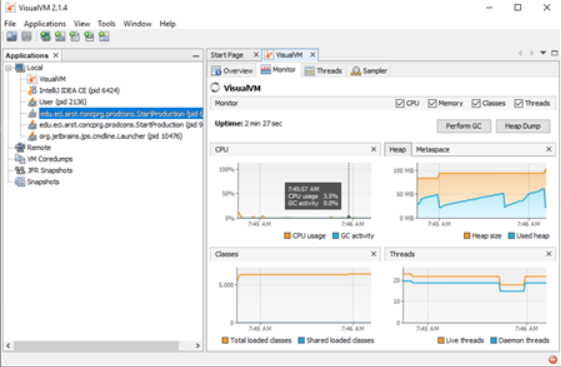 VisualVM 2.1.4
File Applications View Tools Window Help
Applications
Start Page
VisualVM
Local
VisualVM
IntelliJ IDEA CE (pid 6424)
User (pid 2136)
edu.eci.arst.concprg.prodcons.StartProduction (pid 6
edu.eci.arst.concprg.prodcons.StartProduction (pid 9
org.jetbrains.jps.cmdline.Launcher (pid 10476)
Remote
VM Coredumps
JFR Snapshots
Snapshots
Overview Monitor Threads Sampler
VisualVM
Monitor CPU Memory Classes Threads
Uptime: 2 min 27 sec
Perform GC Heap Dump
CPU
100%
50%
0%
7:45:57 AM
CPU usage 3.5%
GC activity 0.0%
7:45 AM 7:46 AM
CPU usage GC activity
Heap Metaspace
100 MB
50 MB
0 MB
7:45 AM 7:46 AM
Heap size Used heap
Classes
5.000
0
7:45 AM 7:46 AM
Total loaded classes Shared loaded classes
Threads
20
10
0
7:45 AM 7:46 AM
Live threads Daemon threads